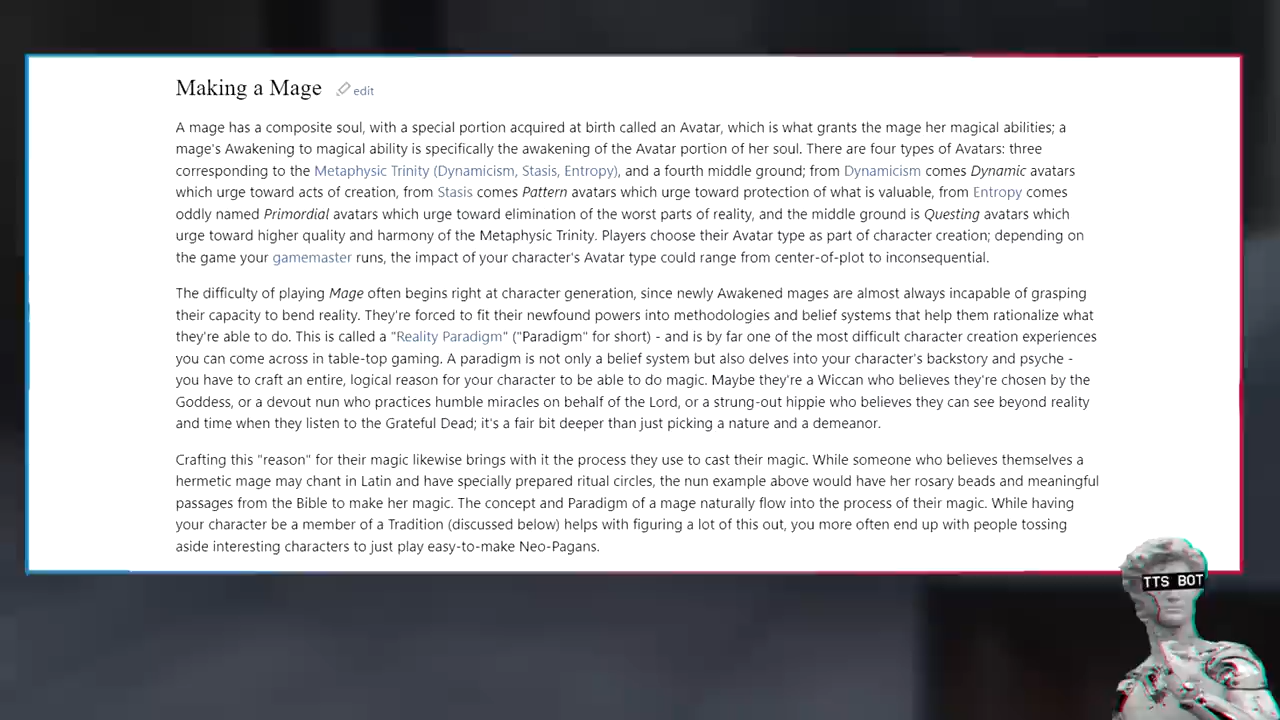 Making a Mage edit
A mage has a composite soul, with a special portion acquired at birth called an Avatar, which is what grants the mage her magical abilities; a
mage's Awakening to magical ability is specifically the awakening of the Avatar portion of her soul. There are four types of Avatars: three
corresponding to the Metaphysic Trinity (Dynamicism, Stasis, Entropy), and a fourth middle ground; from Dynamicism comes Dynamic avatars
which urge toward acts of creation, from Stasis comes Pattern avatars which urge toward protection of what is valuable, from Entropy comes
oddly named Primordial avatars which urge toward elimination of the worst parts of reality, and the middle ground is Questing avatars which
urge toward higher quality and harmony of the Metaphysic Trinity. Players choose their Avatar type as part of character creation; depending on
the game your gamemaster runs, the impact of your character's Avatar type could range from center-of-plot to inconsequential.
The difficulty of playing Mage often begins right at character generation, since newly Awakened mages are almost always incapable of grasping
their capacity to bend reality. They're forced to fit their newfound powers into methodologies and belief systems that help them rationalize what
they're able to do. This is called a "Reality Paradigm" ("Paradigm" for short) - and is by far one of the most difficult character creation experiences
you can come across in table-top gaming. A paradigm is not only a belief system but also delves into your character's backstory and psyche -
you have to craft an entire, logical reason for your character to be able to do magic. Maybe they're a Wiccan who believes they're chosen by the
Goddess, or a devout nun who practices humble miracles on behalf of the Lord, or a strung-out hippie who believes they can see beyond reality
and time when they listen to the Grateful Dead; it's a fair bit deeper than just picking a nature and a demeanor.
Crafting this "reason" for their magic likewise brings with it the process they use to cast their magic. While someone who believes themselves a
hermetic mage may chant in Latin and have specially prepared ritual circles, the nun example above would have her rosary beads and meaningful
passages from the Bible to make her magic. The concept and Paradigm of a mage naturally flow into the process of their magic. While having
your character be a member of a Tradition (discussed below) helps with figuring a lot of this out, you more often end up with people tossing
aside interesting characters to just play easy-to-make Neo-Pagans.
TTS BOT